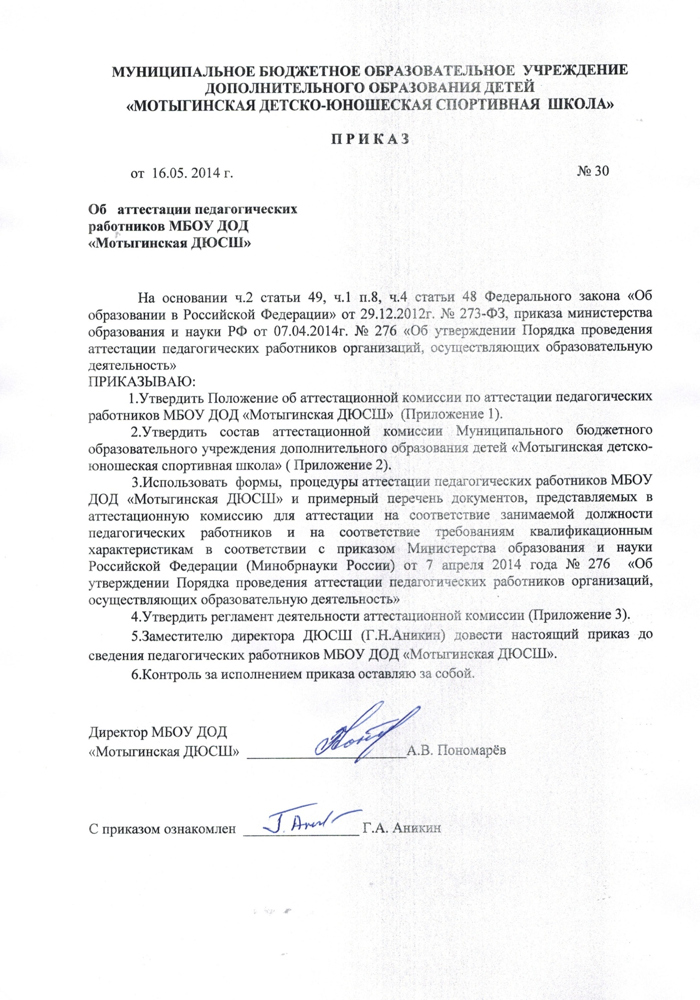 МУНИЦИПАЛЬНОЕ БЮДЖЕТНОЕ ОБРАЗОВАТЕЛЬНОЕ УЧРЕЖДЕНИЕ
ДОПОЛНИТЕЛЬНОГО ОБРАЗОВАНИЯ ДЕТЕЙ
«МОТЫГИНСКАЯ ДЕТСКО-ЮНОШЕСКАЯ СПОРТИВНАЯ ШКОЛА»
П Р И К А З
от 16.05. 2014 г. № 30
Об аттестации педагогических
работников МБОУ ДОД
«Мотыгинская ДЮСШ»
На основании ч.2 статьи 49, ч.1 п.8, ч.4 статьи 48 Федерального закона «Об
образовании в Российской Федерации» от 29.12.2012г. № 273-ФЗ, приказа министерства
образования и науки РФ от 07.04.2014г. № 276 «Об утверждении Порядка проведения
аттестации педагогических работников организаций, осуществляющих образовательную
деятельность»
ПРИКАЗЫВАЮ:
1.Утвердить Положение об аттестационной комиссии по аттестации педагогических
работников МБОУ ДОД «Мотыгинская ДЮСШ» (Приложение 1).
2.Утвердить состав аттестационной комиссии Муниципального бюджетного
образовательного учреждения дополнительного образования детей «Мотыгинская детско-
юношеская спортивная школа» ( Приложение 2).
3.Использовать формы, процедуры аттестации педагогических работников МБОУ
ДОД «Мотыгинская ДЮСШ» и примерный перечень документов, представляемых в
аттестационную комиссию для аттестации на соответствие занимаемой должности
педагогических работников и на соответствие требованиям квалификационным
характеристикам в соответствии с приказом Министерства образования и науки
Российской Федерации (Минобрнауки России) от 7 апреля 2014 года № 276 «Об
утверждении Порядка проведения аттестации педагогических работников организаций,
осуществляющих образовательную деятельность»
4.Утвердить регламент деятельности аттестационной комиссии (Приложение 3).
5.Заместителю директора ДЮСШ (Г.Н.Аникин) довести настоящий приказ до
сведения педагогических работников МБОУ ДОД «Мотыгинская ДЮСШ».
6.Контроль за исполнением приказа оставляю за собой.
Директор МБОУ ДОД
«Мотыгинская ДЮСШ» ______________________А.В. Пономарёв
С приказом ознакомлен ________________ Г.А. Аникин